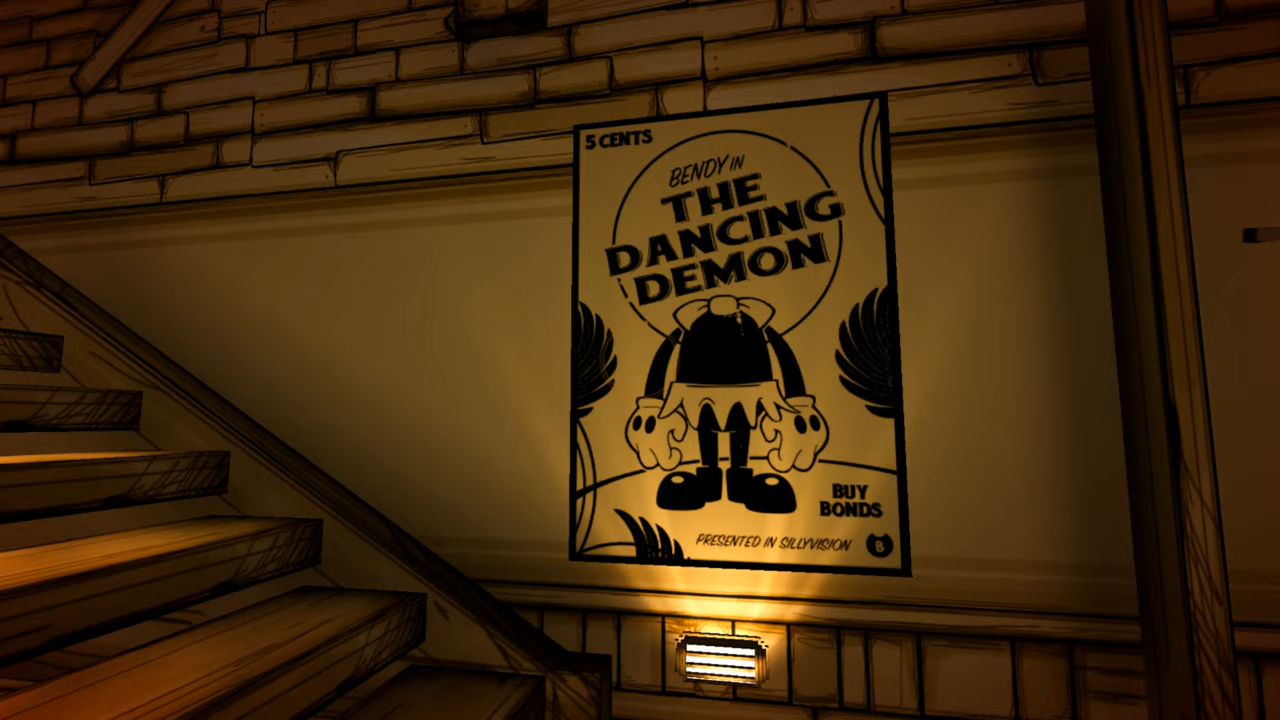 5 CENTS
BENDY IN
THE
DANCING
DEMON
BUY
BONDS
PRESENTED IN SILLYVISION
B